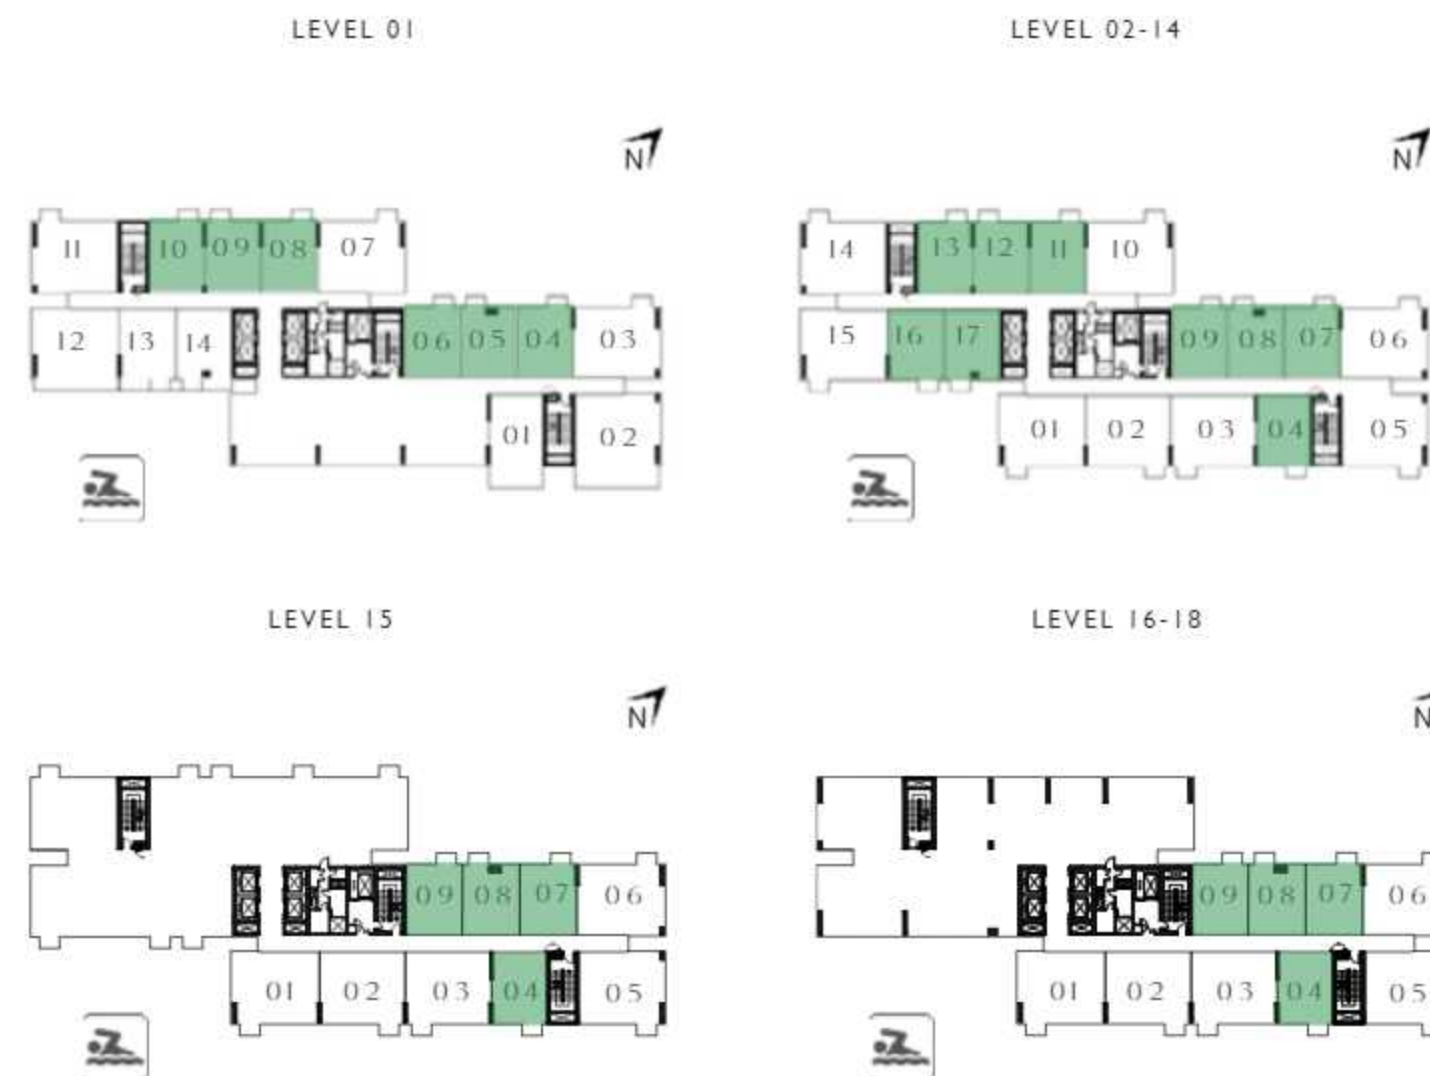 LEVEL 01
LEVEL 02-14
N
N
11 10 09 08 07
14 13 12 11 10
12 13 14 06 05 04 03
15 16 17 09 08 07 06
01 02
01 02 03 04 05
LEVEL 15
LEVEL 16-18
N
N
09 08 07 06
09 08 07 06
01 02 03 04 05
01 02 03 04 05